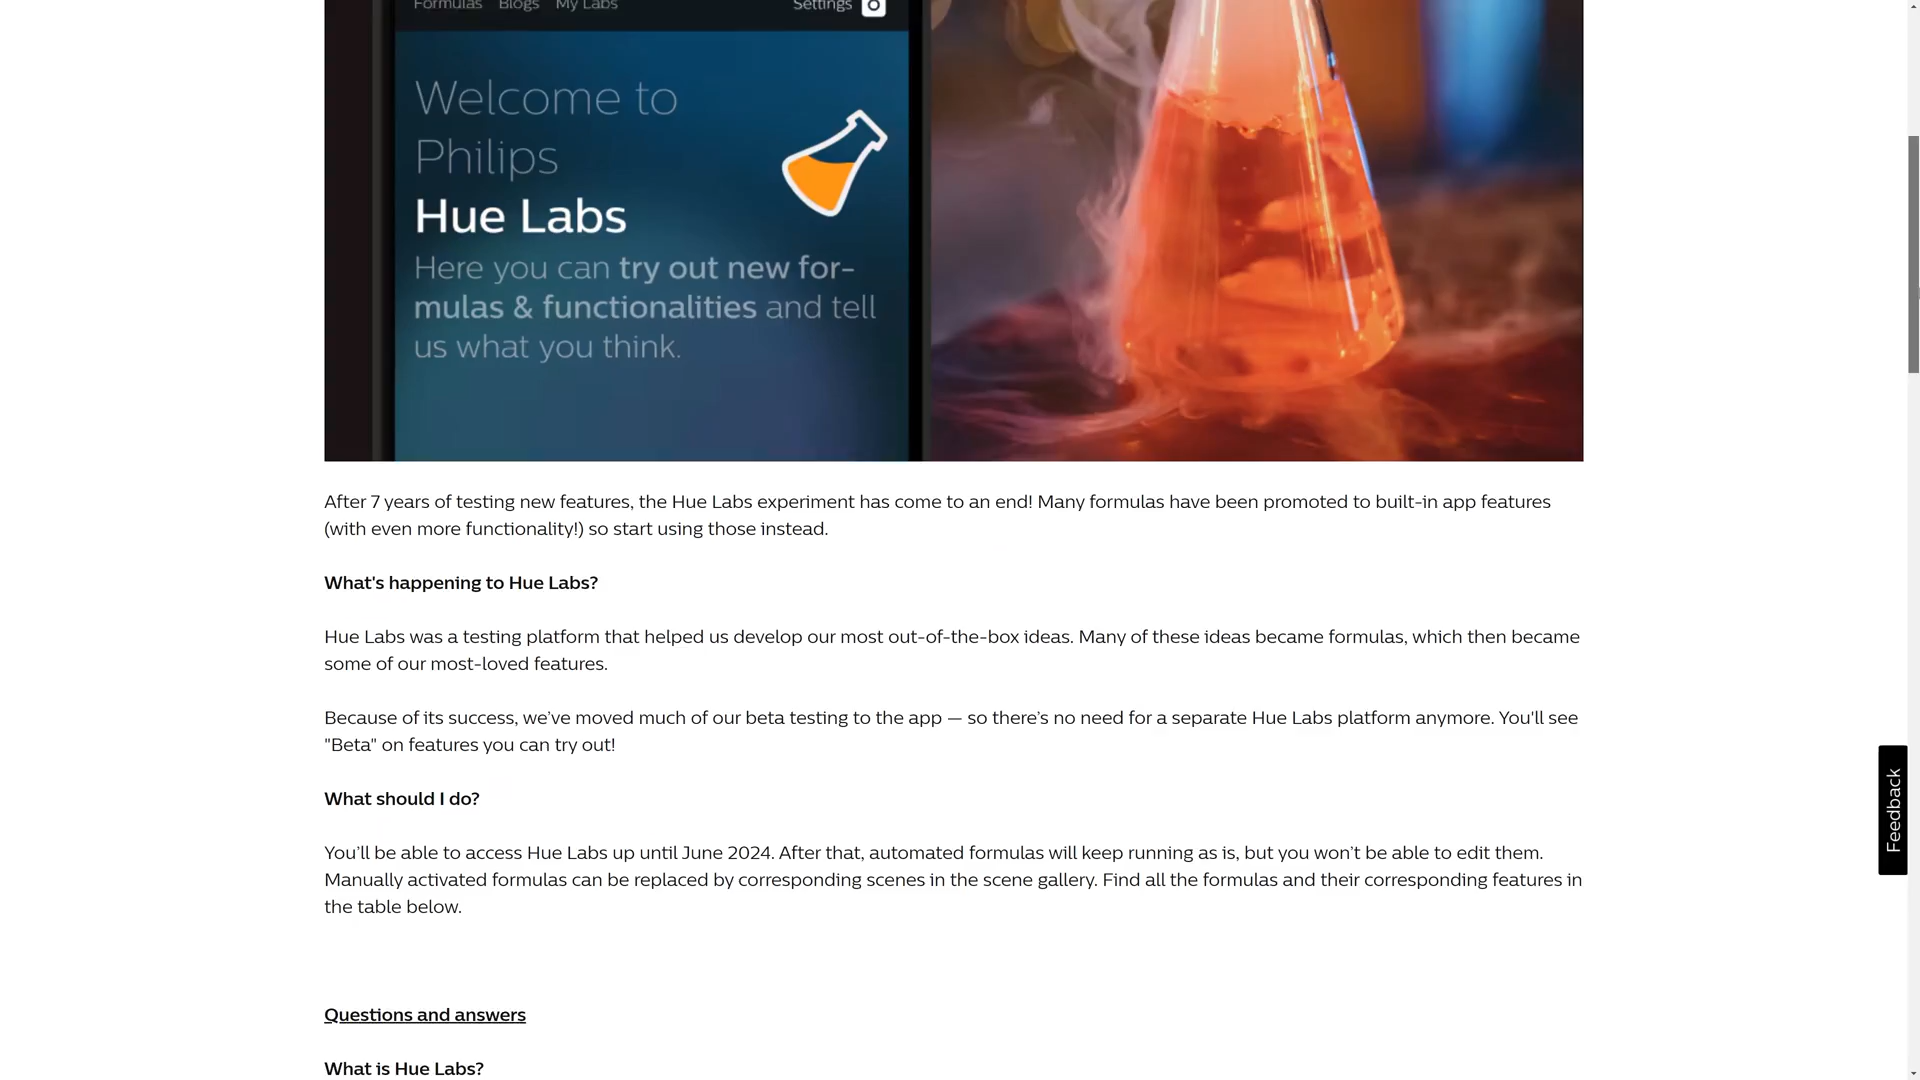 Formulas Blogs My Labs Settings
Welcome to
Philips
Hue Labs
Here you can try out new for-
mulas & functionalities and tell
us what you think.
After 7 years of testing new features, the Hue Labs experiment has come to an end! Many formulas have been promoted to built-in app features
(with even more functionality!) so start using those instead.
What's happening to Hue Labs?
Hue Labs was a testing platform that helped us develop our most out-of-the-box ideas. Many of these ideas became formulas, which then became
some of our most-loved features.
Because of its success, we’ve moved much of our beta testing to the app — so there’s no need for a separate Hue Labs platform anymore. You'll see
"Beta" on features you can try out!
What should I do?
You’ll be able to access Hue Labs up until June 2024. After that, automated formulas will keep running as is, but you won’t be able to edit them.
Manually activated formulas can be replaced by corresponding scenes in the scene gallery. Find all the formulas and their corresponding features in
the table below.
Feedback
Questions and answers
What is Hue Labs?